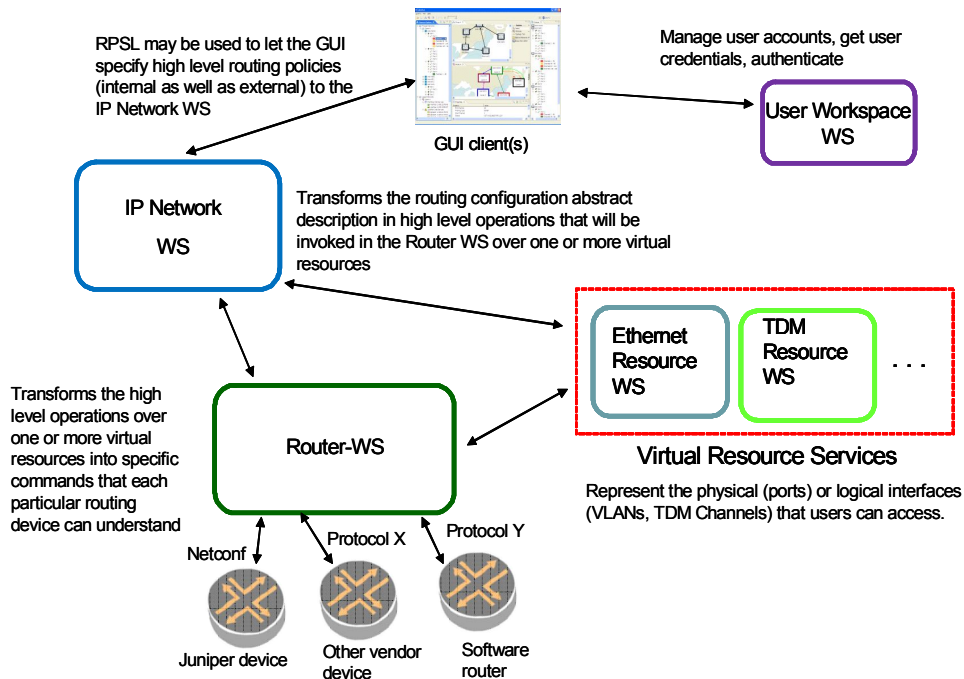 RPSL may be used to let the GUI
specify high level routing policies
(internal as well as external) to the
IP Network WS
GUI client(s)
Manage user accounts, get user
credentials, authenticate
User Workspace
WS
IP Network
WS
Transforms the routing configuration abstract
description in high level operations that will be
invoked in the Router WS over one or more virtual
resources
Ethernet
Resource
WS
TDM
Resource
WS
. . .
Virtual Resource Services
Represent the physical (ports) or logical interfaces
(VLANs, TDM Channels) that users can access.
Transforms the high
level operations over
one or more virtual
resources into specific
commands that each
particular routing
device can understand
Router-WS
Netconf
Protocol X
Protocol Y
Juniper device
Other vendor
device
Software
router